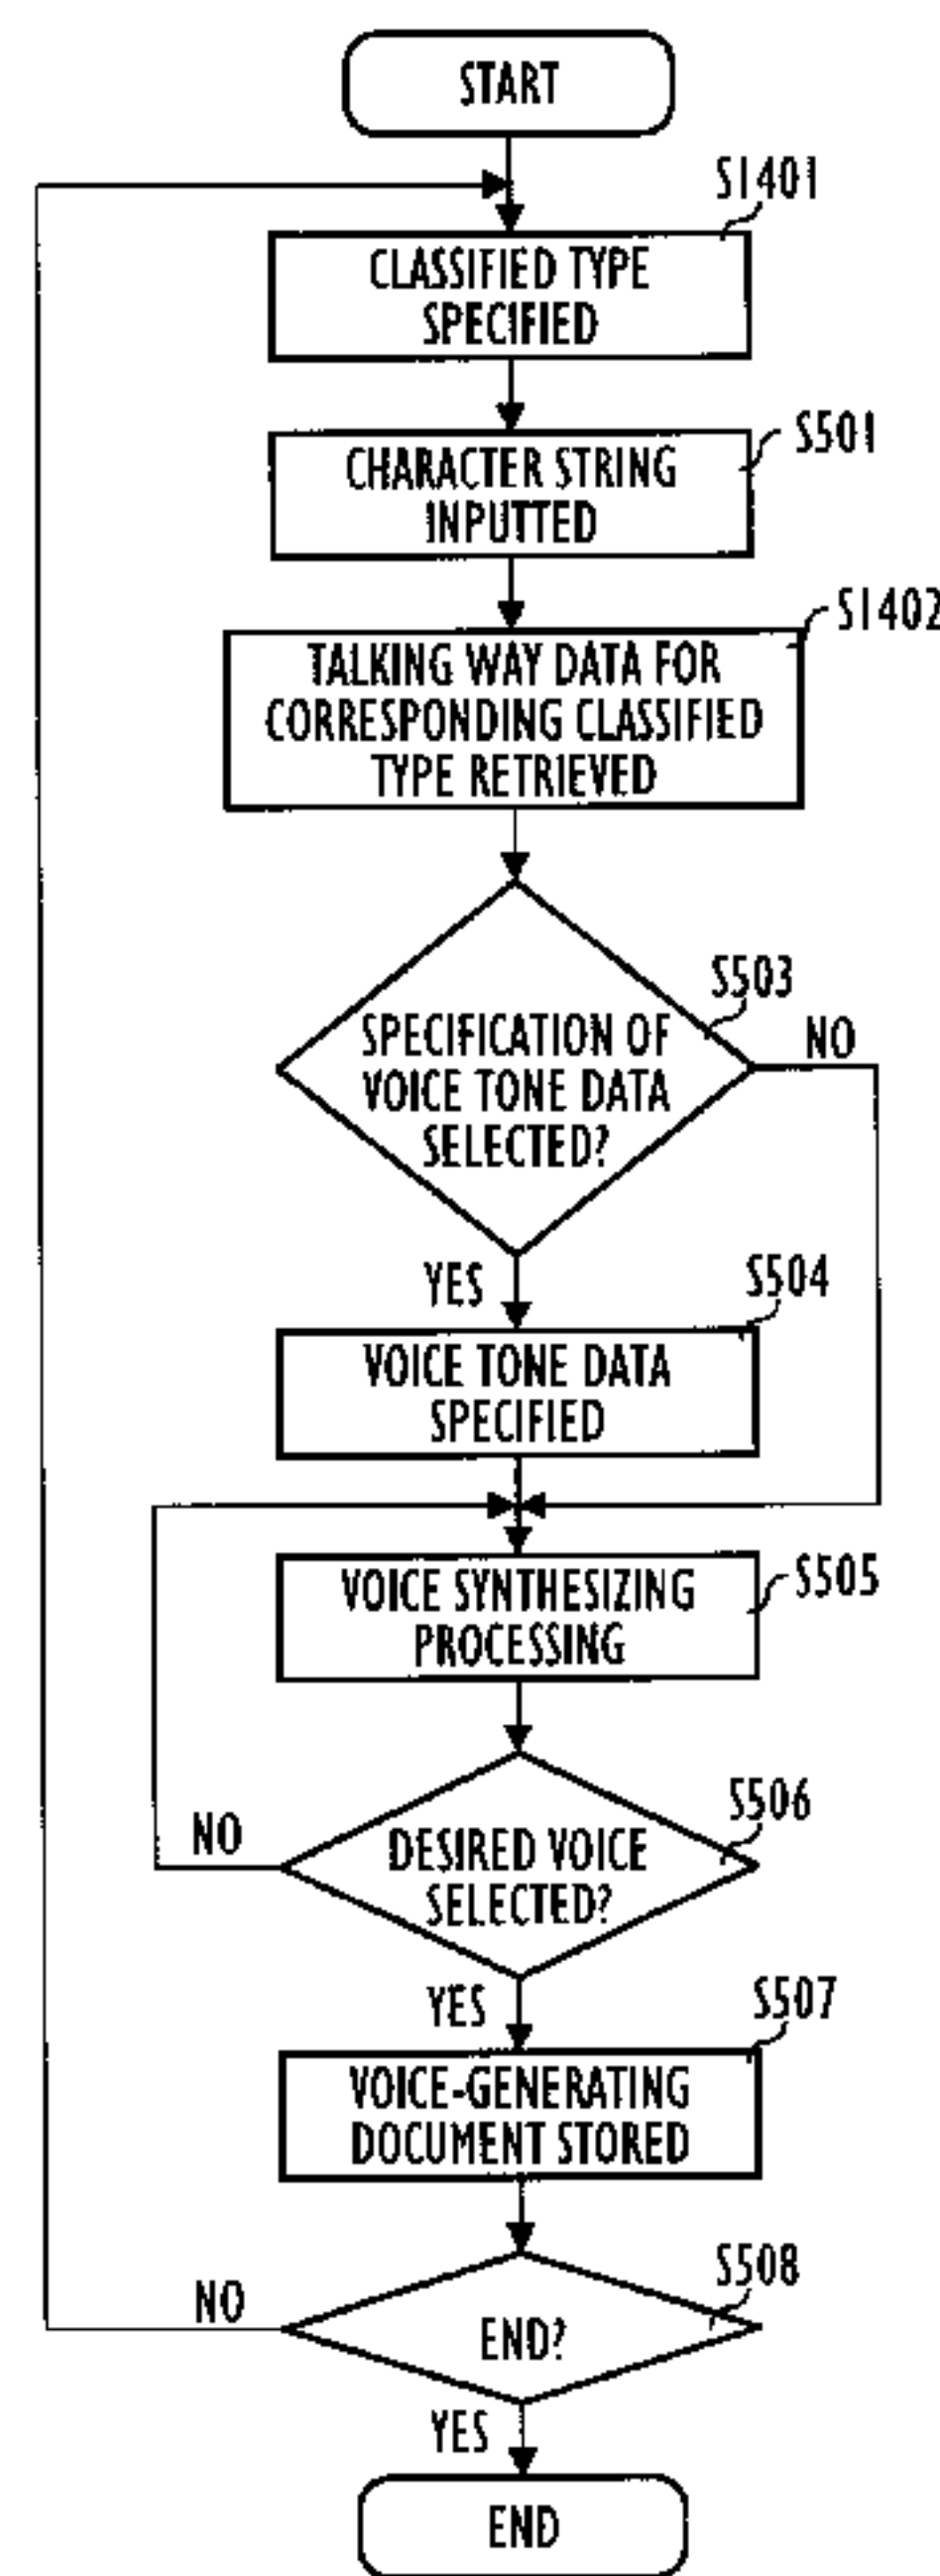 START
S1401
CLASSIFIED TYPE
SPECIFIED
S501
CHARACTER STRING
INPUTTED
S1402
TALKING WAY DATA FOR
CORRESPONDING CLASSIFIED
TYPE RETRIEVED
S503
SPECIFICATION OF
VOICE TONE DATA
SELECTED?
NO
YES
S504
VOICE TONE DATA
SPECIFIED
S505
VOICE SYNTHESIZING
PROCESSING
S506
DESIRED VOICE
SELECTED?
NO
YES
S507
VOICE-GENERATING
DOCUMENT STORED
S508
END?
NO
YES
END